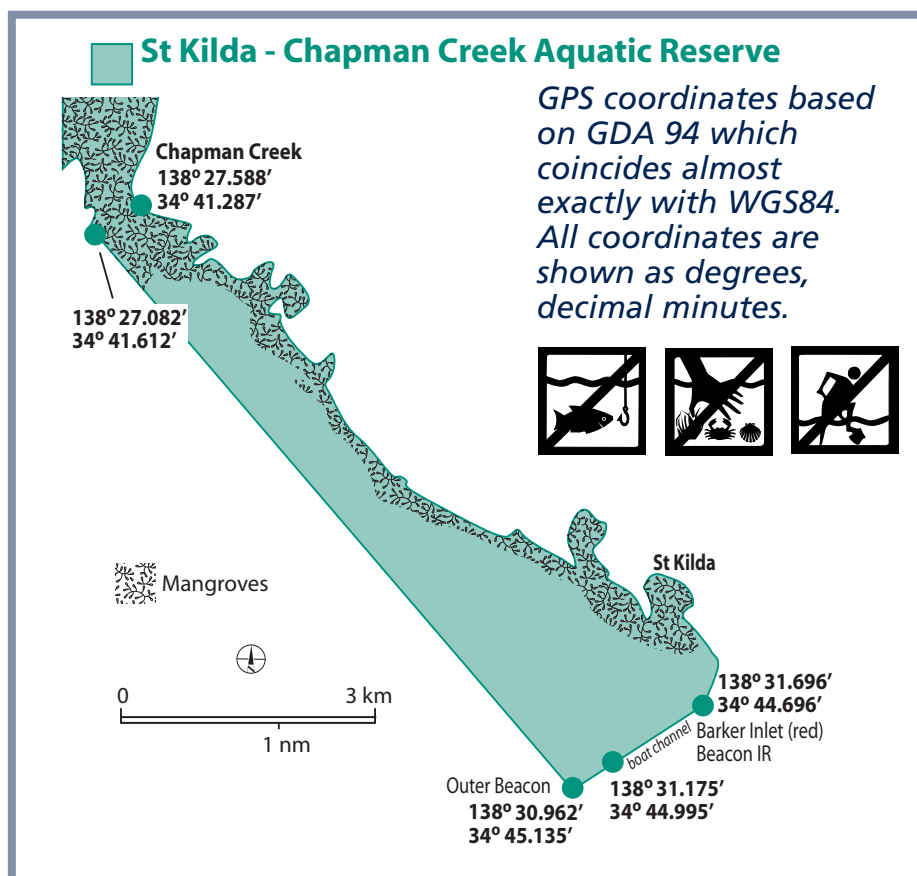 St Kilda - Chapman Creek Aquatic Reserve
GPS coordinates based
on GDA 94 which
coincides almost
exactly with WGS84.
All coordinates are
shown as degrees,
decimal minutes.
Chapman Creek
138° 27.588'
34° 41.287'
138° 27.082'
34° 41.612'
St Kilda
Mangroves
0 3 km
1 nm
138° 31.696'
34° 44.696'
Barker Inlet (red)
Beacon IR
boat channel
Outer Beacon
138° 30.962'
34° 45.135'
138° 31.175'
34° 44.995'